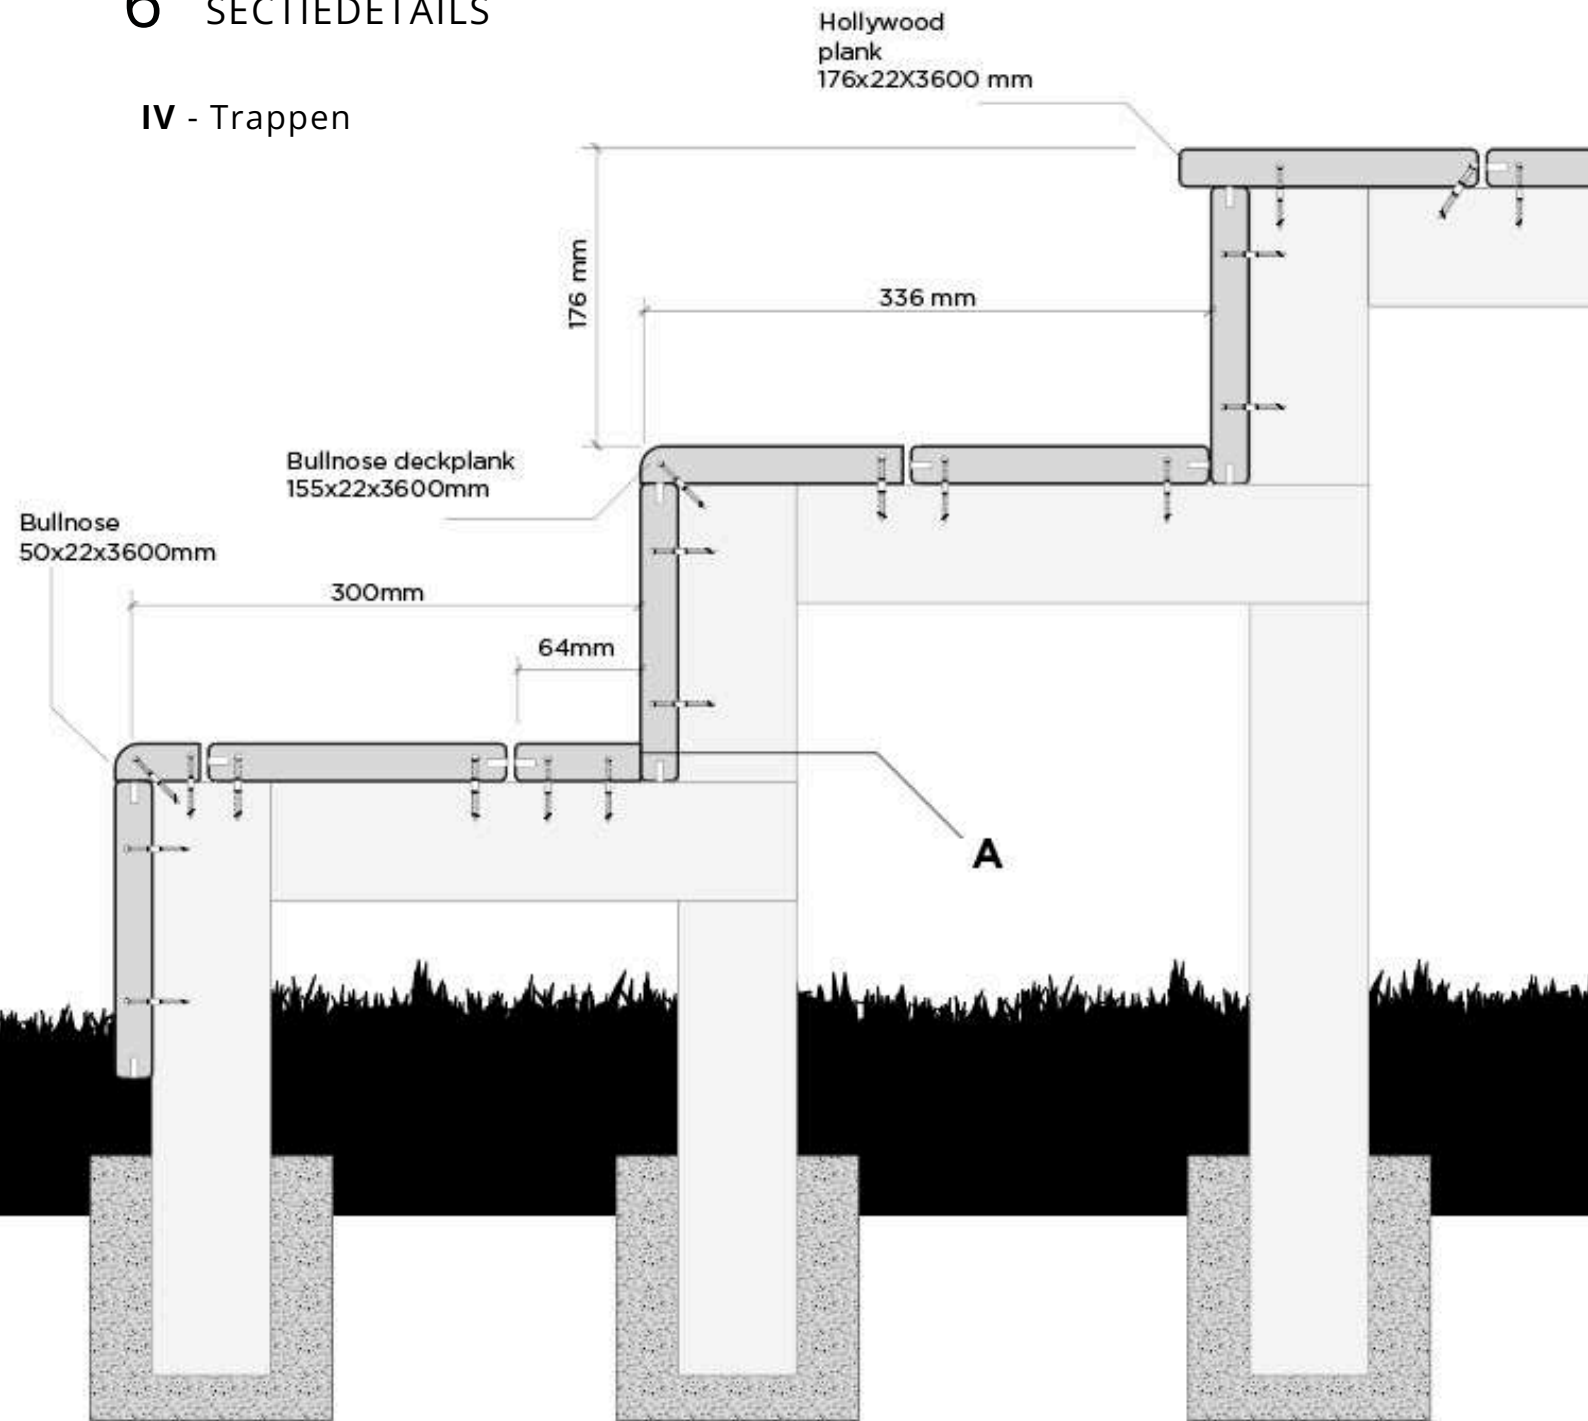 6 SECTIEDETAILS
IV - Trappen
Hollywood
plank
176x22X3600 mm
176 mm
336 mm
Bullnose deckplank
155x22x3600mm
Bullnose
50x22x3600mm
300mm
64mm
A